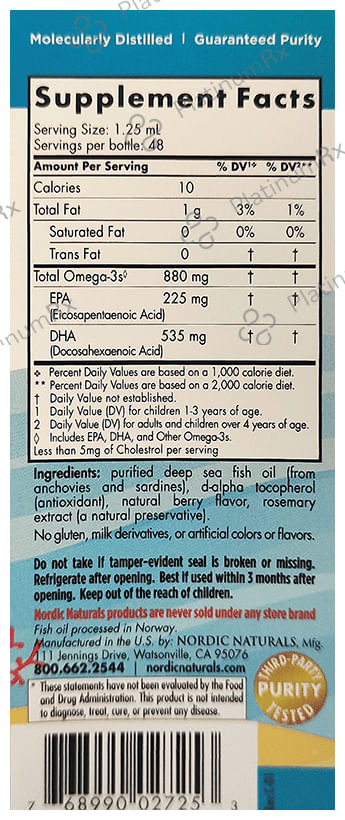 Molecularly Distilled | Guaranteed Purity
Supplement Facts
Serving Size: 1.25 mL
Servings per bottle: 48
Amount Per Serving % DV¹❖ % DV²**
Calories 10
Total Fat 1 g 3% 1%
Saturated Fat 0 0% 0%
Trans Fat 0 † †
Total Omega-3s◊ 880 mg † †
EPA 225 mg † †
(Eicosapentaenoic Acid)
DHA 535 mg † †
(Docosahexaenoic Acid)
❖ Percent Daily Values are based on a 1,000 calorie diet.
** Percent Daily Values are based on a 2,000 calorie diet.
† Daily Value not established.
1 Daily Value (DV) for children 1-3 years of age.
2 Daily Value (DV) for adults and children over 4 years of age.
◊ Includes EPA, DHA, and Other Omega-3s.
Less than 5mg of Cholestrol per serving
Ingredients: purified deep sea fish oil (from
anchovies and sardines), d-alpha tocopherol
(antioxidant), natural berry flavor, rosemary
extract (a natural preservative).
No gluten, milk derivatives, or artificial colors or flavors.
Do not take if tamper-evident seal is broken or missing.
Refrigerate after opening. Best if used within 3 months after
opening. Keep out of the reach of children.
Nordic Naturals products are never sold under any store brand
Fish oil processed in Norway.
Manufactured in the U.S. by: NORDIC NATURALS, Mfg.
111 Jennings Drive, Watsonville, CA 95076
800.662.2544 | nordicnaturals.com
THIRD-PARTY
PURITY
TESTED
* These statements have not been evaluated by the Food
and Drug Administration. This product is not intended
to diagnose, treat, cure, or prevent any disease.
7 68990 02725 3
PlatinumRx
PlatinumRx
PlatinumRx